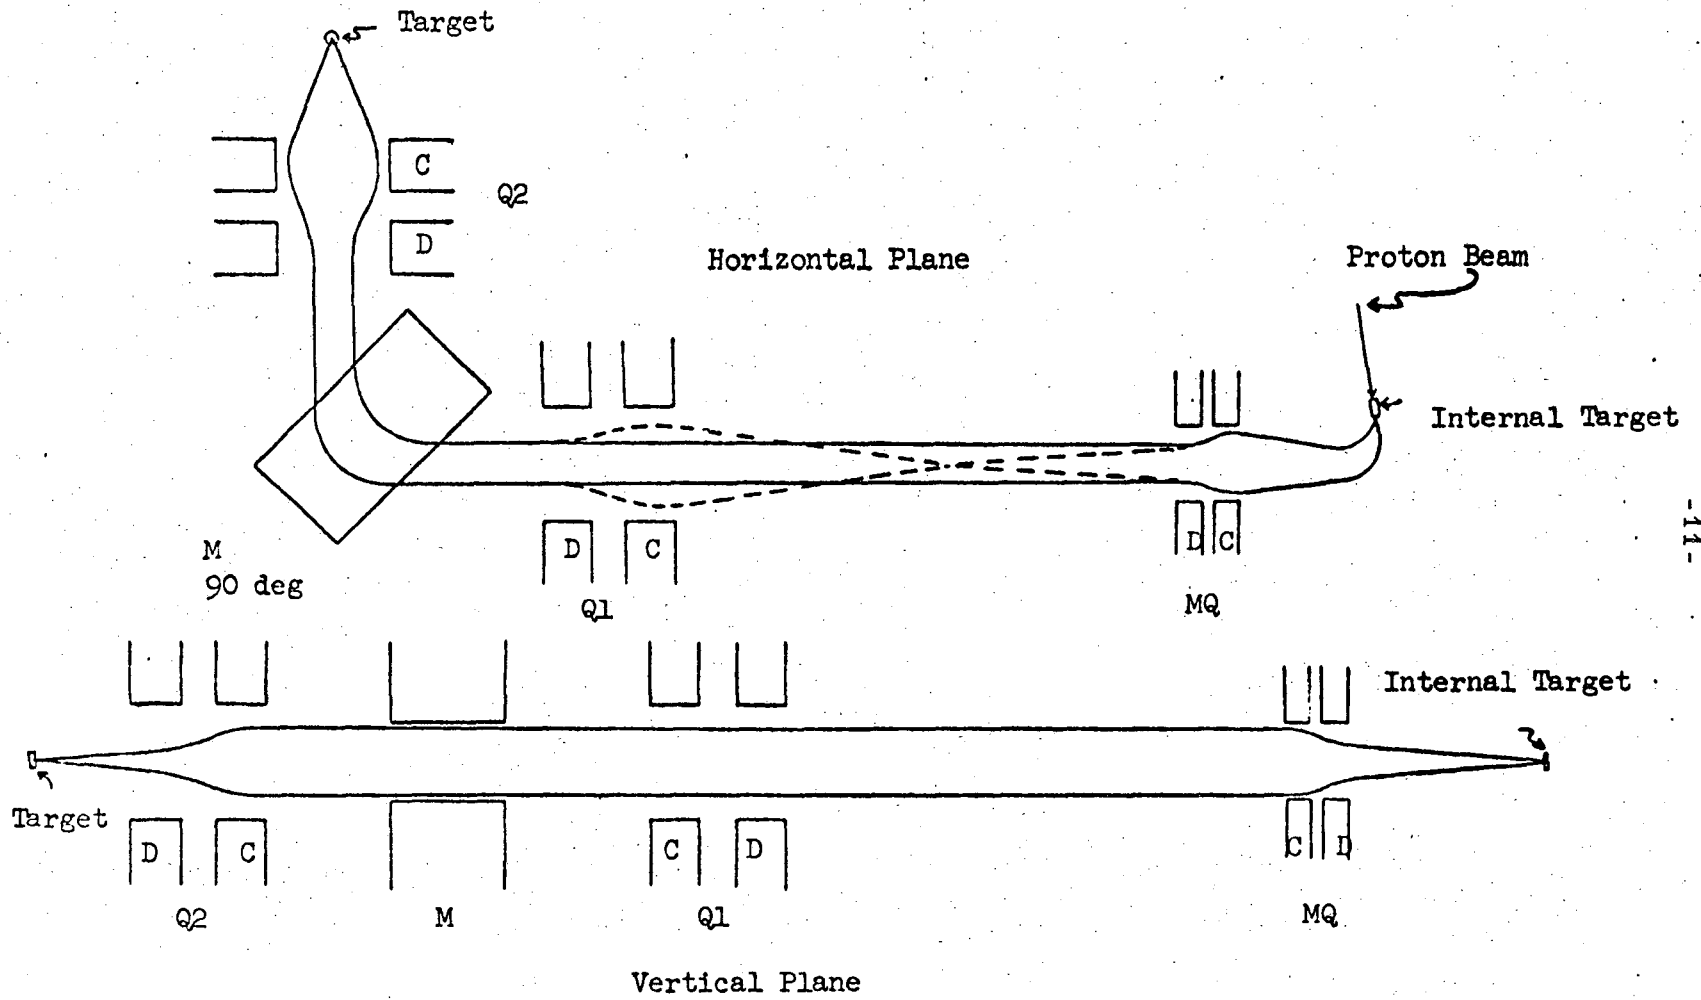 Target
C
Q2
D
Horizontal Plane
Proton Beam
Internal Target
M
90 deg
D
C
Q1
D
C
MQ
-11-
Internal Target
Target
D
C
C
D
C
D
Q2
M
Q1
MQ
Vertical Plane